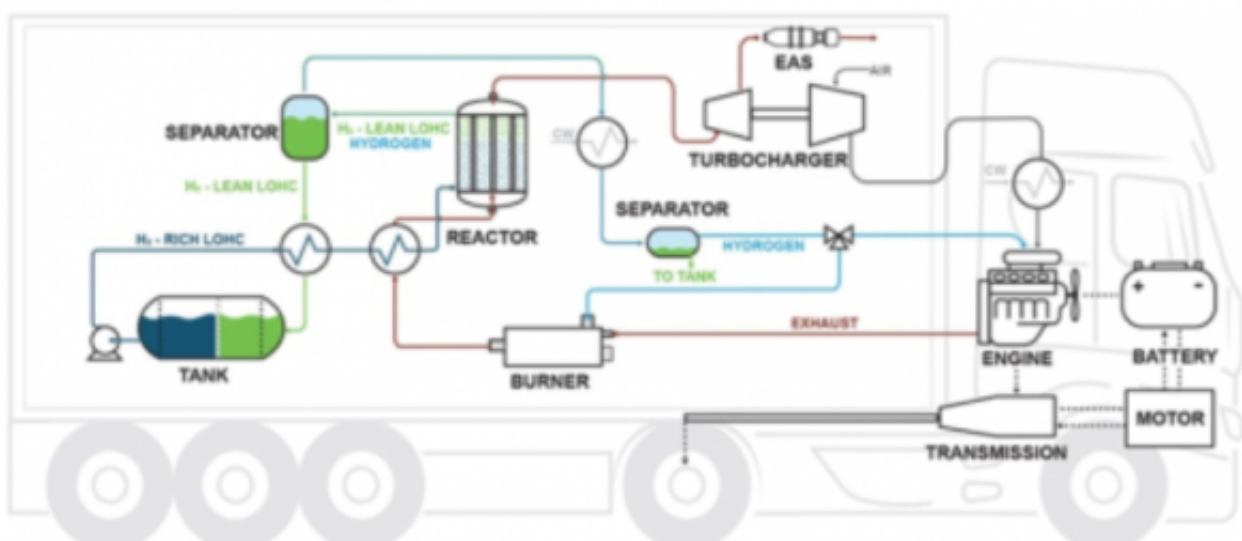 EAS
AIR
SEPARATOR
H₂ - LEAN LOHC
HYDROGEN
CW
TURBOCHARGER
CW
H₂ - LEAN LOHC
SEPARATOR
H₂ - RICH LOHC
REACTOR
HYDROGEN
TO TANK
+ -
EXHAUST
TANK
BURNER
ENGINE
BATTERY
MOTOR
TRANSMISSION